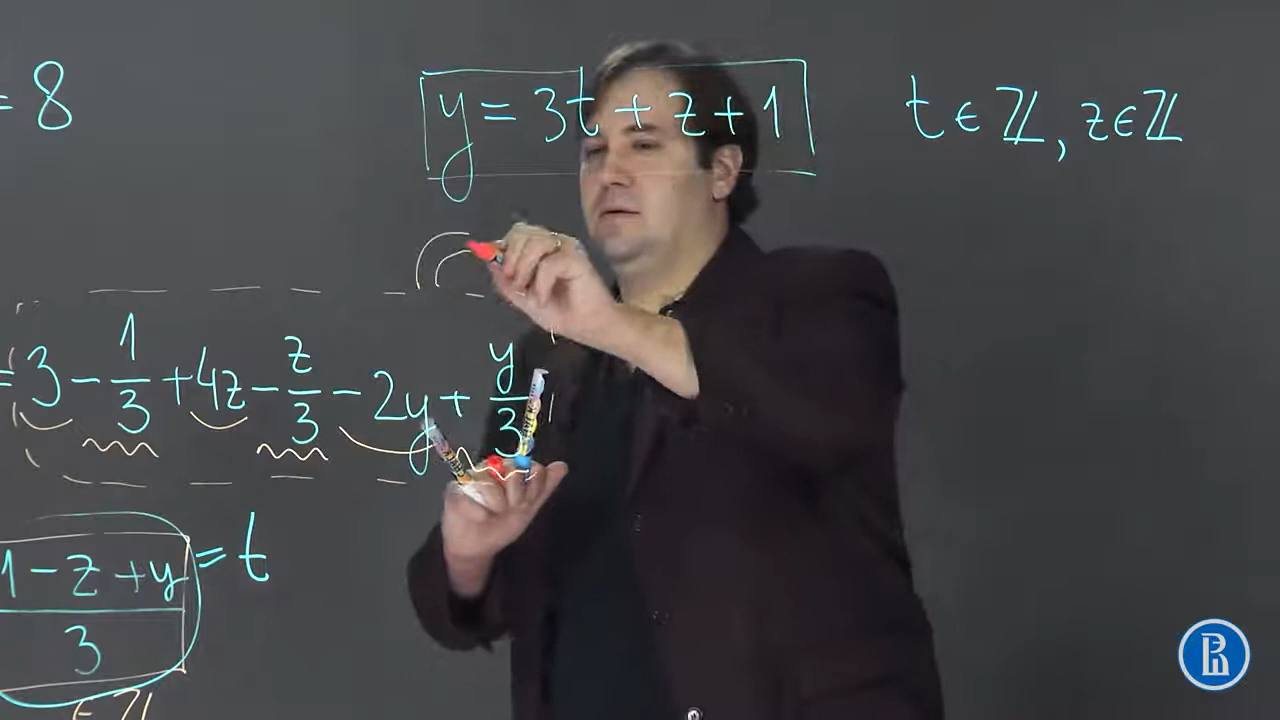 = 8
y = 3t + z + 1
t ∈ ℤ, z ∈ ℤ
= 3 - 1/3 + 4z - z/3 - 2y + y/3
1 - z + y / 3 = t
∈ ℤ